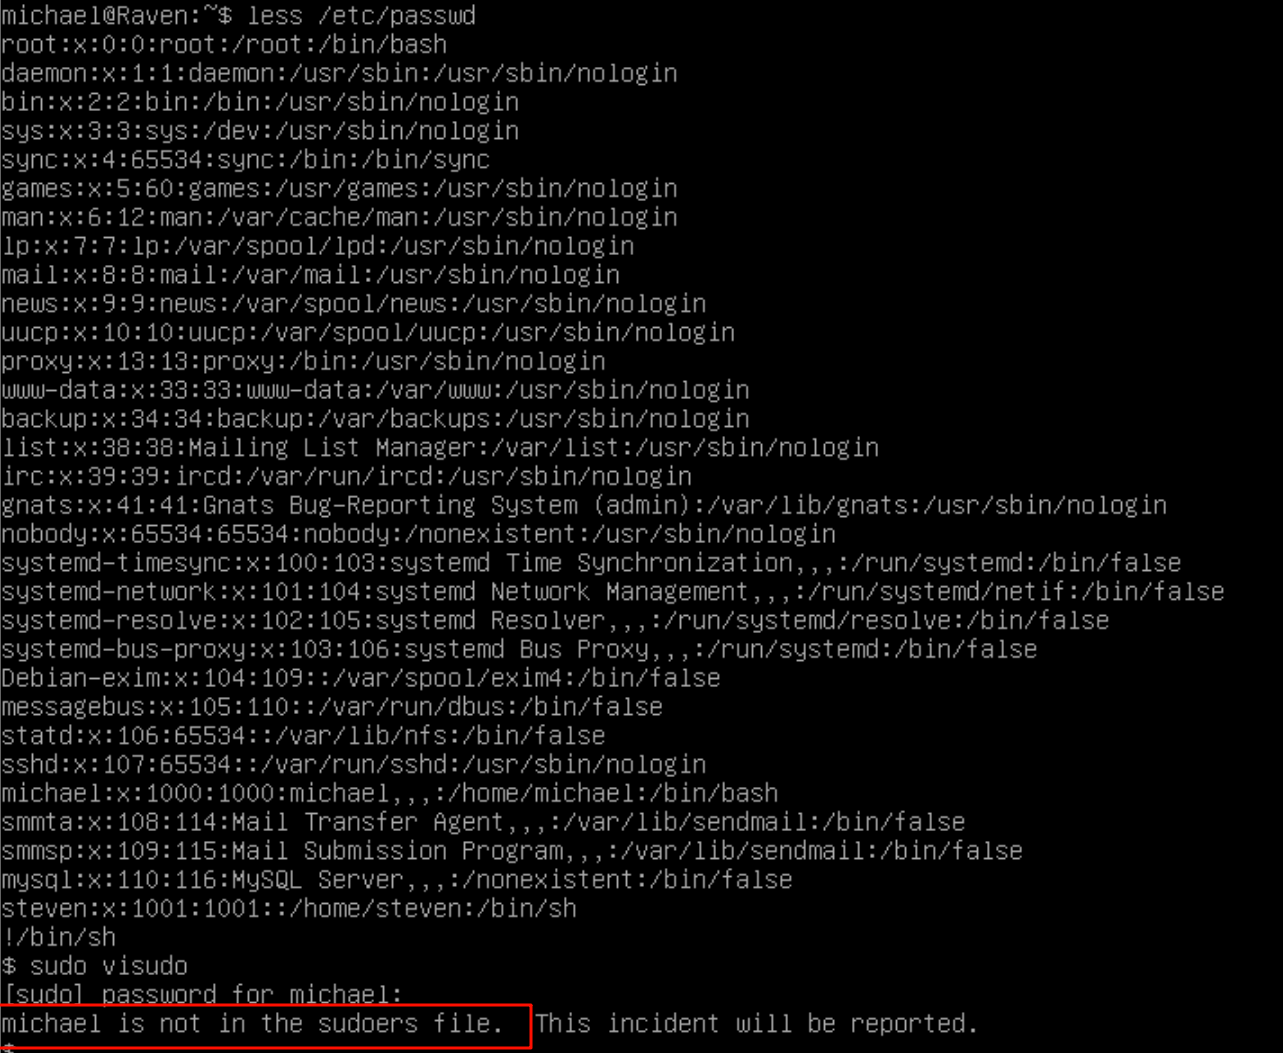 michael@Raven:~$ less /etc/passwd
root:x:0:0:root:/root:/bin/bash
daemon:x:1:1:daemon:/usr/sbin:/usr/sbin/nologin
bin:x:2:2:bin:/bin:/usr/sbin/nologin
sys:x:3:3:sys:/dev:/usr/sbin/nologin
sync:x:4:65534:sync:/bin:/bin/sync
games:x:5:60:games:/usr/games:/usr/sbin/nologin
man:x:6:12:man:/var/cache/man:/usr/sbin/nologin
lp:x:7:7:lp:/var/spool/lpd:/usr/sbin/nologin
mail:x:8:8:mail:/var/mail:/usr/sbin/nologin
news:x:9:9:news:/var/spool/news:/usr/sbin/nologin
uucp:x:10:10:uucp:/var/spool/uucp:/usr/sbin/nologin
proxy:x:13:13:proxy:/bin:/usr/sbin/nologin
www-data:x:33:33:www-data:/var/www:/usr/sbin/nologin
backup:x:34:34:backup:/var/backups:/usr/sbin/nologin
list:x:38:38:Mailing List Manager:/var/list:/usr/sbin/nologin
irc:x:39:39:ircd:/var/run/ircd:/usr/sbin/nologin
gnats:x:41:41:Gnats Bug-Reporting System (admin):/var/lib/gnats:/usr/sbin/nologin
nobody:x:65534:65534:nobody:/nonexistent:/usr/sbin/nologin
systemd-timesync:x:100:103:systemd Time Synchronization,,,:/run/systemd:/bin/false
systemd-network:x:101:104:systemd Network Management,,,:/run/systemd/netif:/bin/false
systemd-resolve:x:102:105:systemd Resolver,,,:/run/systemd/resolve:/bin/false
systemd-bus-proxy:x:103:106:systemd Bus Proxy,,,:/run/systemd:/bin/false
Debian-exim:x:104:109::/var/spool/exim4:/bin/false
messagebus:x:105:110::/var/run/dbus:/bin/false
statd:x:106:65534::/var/lib/nfs:/bin/false
sshd:x:107:65534::/var/run/sshd:/usr/sbin/nologin
michael:x:1000:1000:michael,,,:/home/michael:/bin/bash
smmta:x:108:114:Mail Transfer Agent,,,:/var/lib/sendmail:/bin/false
smmsp:x:109:115:Mail Submission Program,,,:/var/lib/sendmail:/bin/false
mysql:x:110:116:MySQL Server,,,:/nonexistent:/bin/false
steven:x:1001:1001::/home/steven:/bin/sh
!/bin/sh
$ sudo visudo
[sudo] password for michael:
michael is not in the sudoers file.  This incident will be reported.
$